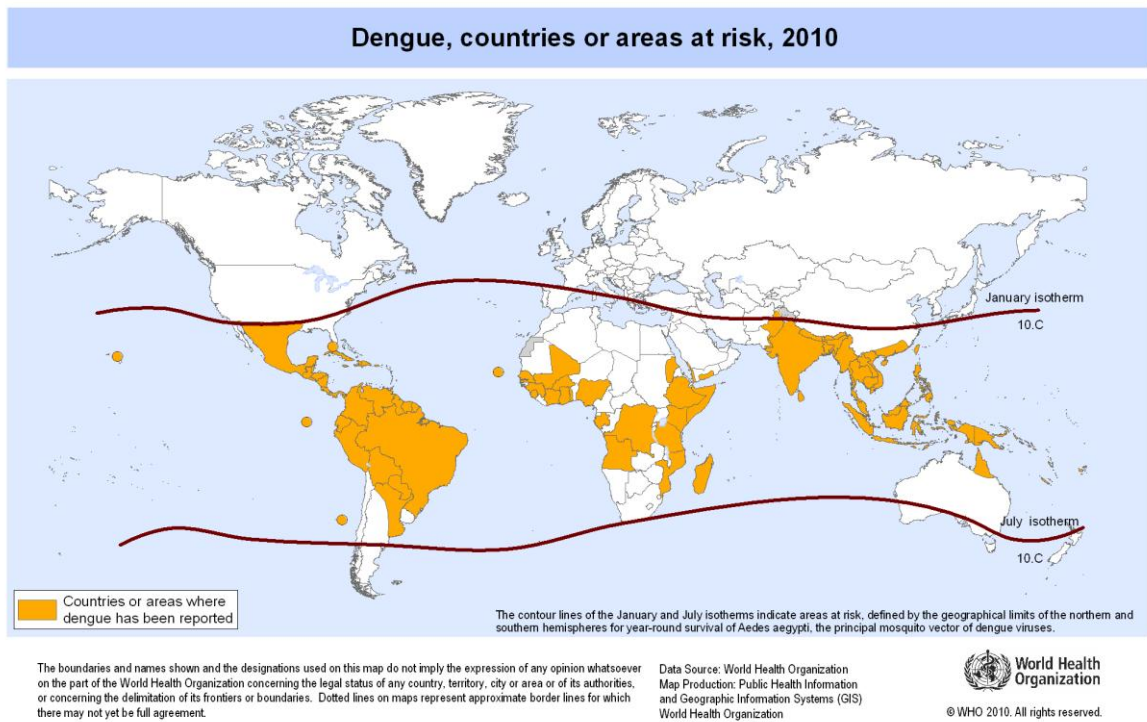 Dengue, countries or areas at risk, 2010
January isotherm
10.C
July isotherm
10.C
Countries or areas where
dengue has been reported
The contour lines of the January and July isotherms indicate areas at risk, defined by the geographical limits of the northern and
southern hemispheres for year-round survival of Aedes aegypti, the principal mosquito vector of dengue viruses.
The boundaries and names shown and the designations used on this map do not imply the expression of any opinion whatsoever
on the part of the World Health Organization concerning the legal status of any country, territory, city or area or of its authorities,
or concerning the delimitation of its frontiers or boundaries. Dotted lines on maps represent approximate border lines for which
there may not yet be full agreement.
Data Source: World Health Organization
Map Production: Public Health Information
and Geographic Information Systems (GIS)
World Health Organization
World Health
Organization
© WHO 2010. All rights reserved.